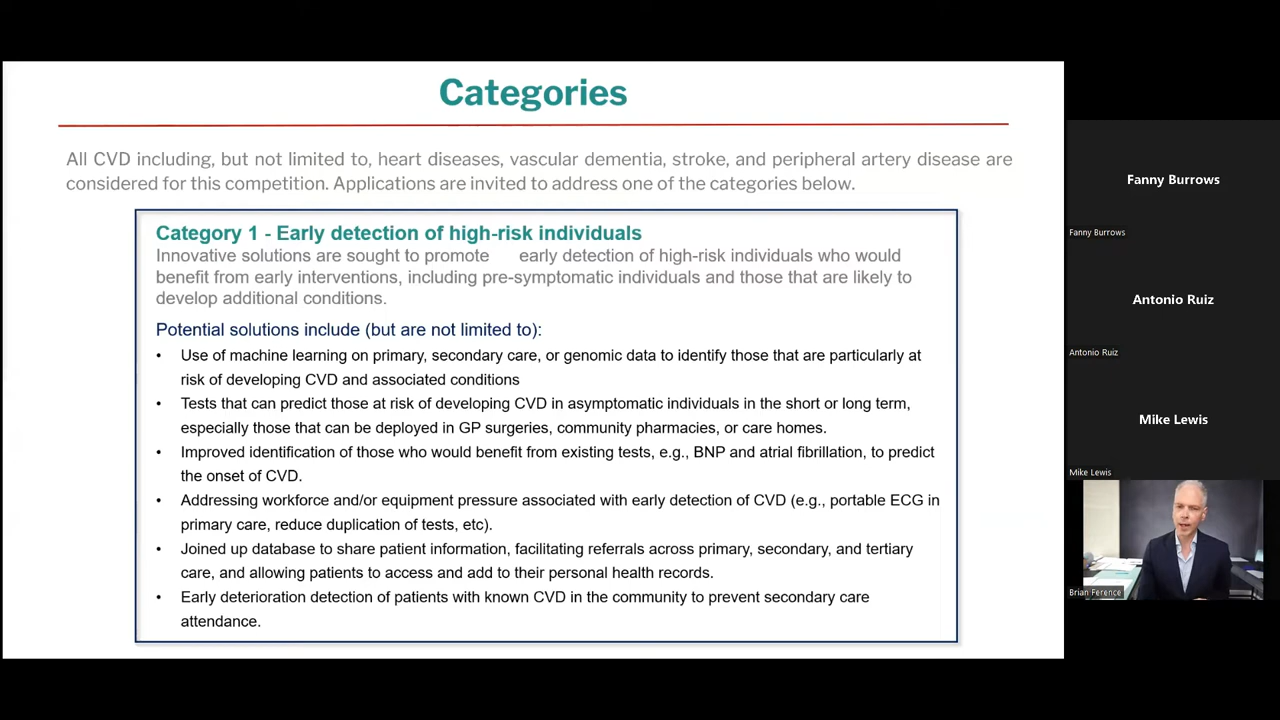 Categories
All CVD including, but not limited to, heart diseases, vascular dementia, stroke, and peripheral artery disease are
considered for this competition. Applications are invited to address one of the categories below.
Category 1 - Early detection of high-risk individuals
Innovative solutions are sought to promote early detection of high-risk individuals who would
benefit from early interventions, including pre-symptomatic individuals and those that are likely to
develop additional conditions.
Potential solutions include (but are not limited to):
• Use of machine learning on primary, secondary care, or genomic data to identify those that are particularly at
risk of developing CVD and associated conditions
• Tests that can predict those at risk of developing CVD in asymptomatic individuals in the short or long term,
especially those that can be deployed in GP surgeries, community pharmacies, or care homes.
• Improved identification of those who would benefit from existing tests, e.g., BNP and atrial fibrillation, to predict
the onset of CVD.
• Addressing workforce and/or equipment pressure associated with early detection of CVD (e.g., portable ECG in
primary care, reduce duplication of tests, etc).
• Joined up database to share patient information, facilitating referrals across primary, secondary, and tertiary
care, and allowing patients to access and add to their personal health records.
• Early deterioration detection of patients with known CVD in the community to prevent secondary care
attendance.
Fanny Burrows
Fanny Burrows
Antonio Ruiz
Antonio Ruiz
Mike Lewis
Mike Lewis
Brian Ference